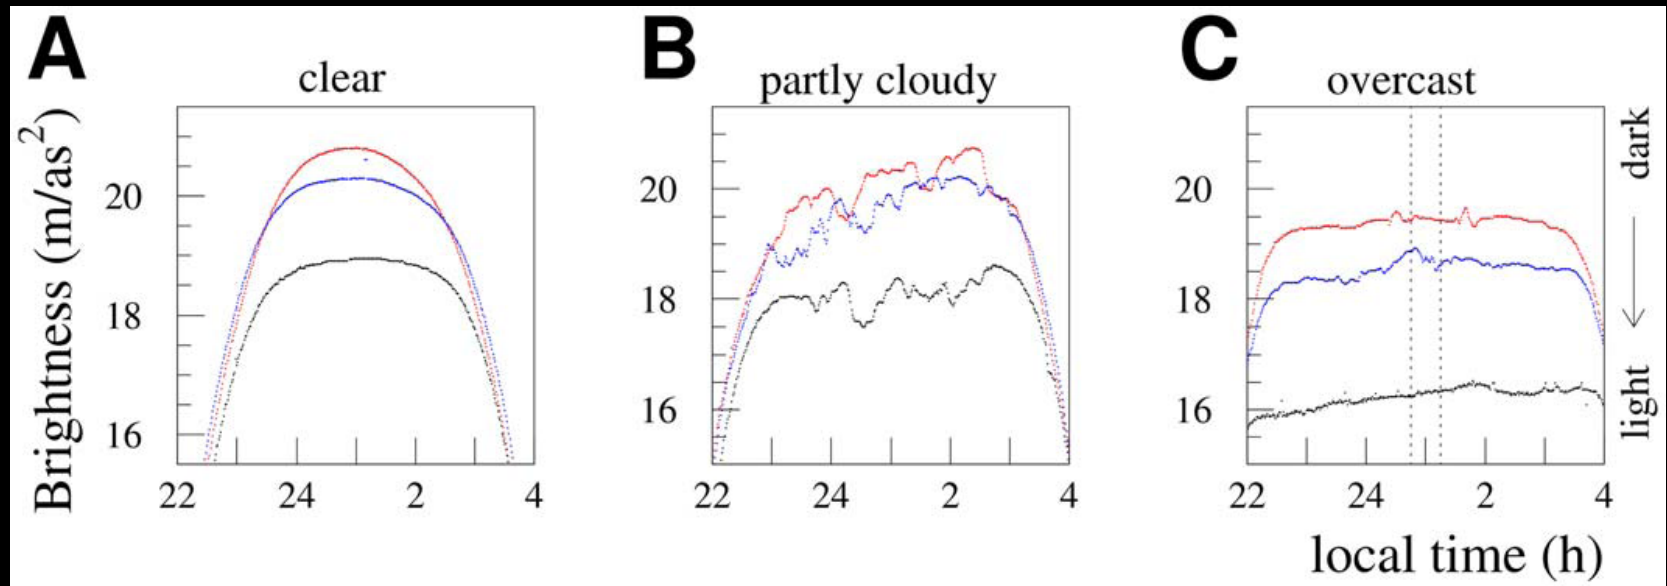 A
clear
Brightness (m/as²)
20
18
16
22 24 2 4
B
partly cloudy
20
18
16
22 24 2 4
C
overcast
20
18
16
22 24 2 4
local time (h)
dark
light